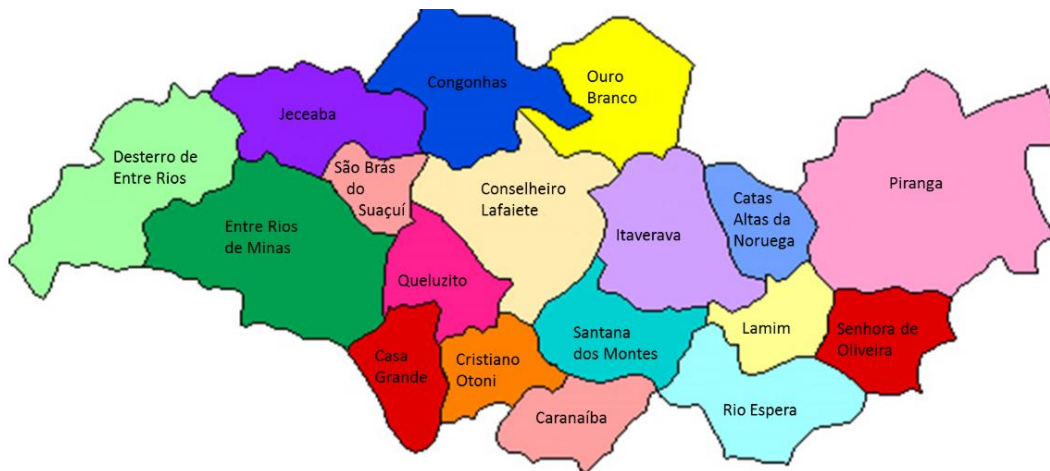 Congonhas
Ouro
Branco
Jeceaba
Desterro de
Entre Rios
São Brás
do
Suaçuí
Conselheiro
Lafaiete
Piranga
Catas
Altas da
Noruega
Entre Rios
de Minas
Itaverava
Queluzito
Santana
dos Montes
Lamim
Senhora de
Oliveira
Casa
Grande
Cristiano
Otoni
Rio Espera
Caranaíba